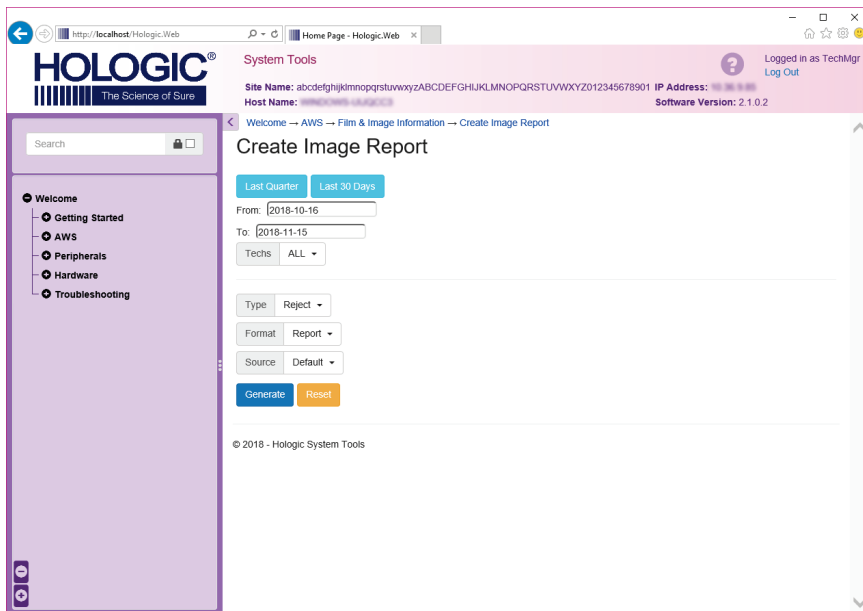 http://localhost/Hologic.Web
Home Page - Hologic.Web
HOLOGIC®
The Science of Sure
System Tools
Logged in as TechMgr
Log Out
Site Name: abcdefghijklmnopqrstuvwxyzABCDEFGHIJKLMNOPQRSTUVWXYZ012345678901 IP Address:
Host Name:
Software Version: 2.1.0.2
Search
Welcome
Getting Started
AWS
Peripherals
Hardware
Troubleshooting
Welcome → AWS → Film & Image Information → Create Image Report
Create Image Report
Last Quarter Last 30 Days
From: 2018-10-16
To: 2018-11-15
Techs ALL
Type Reject
Format Report
Source Default
Generate Reset
© 2018 - Hologic System Tools